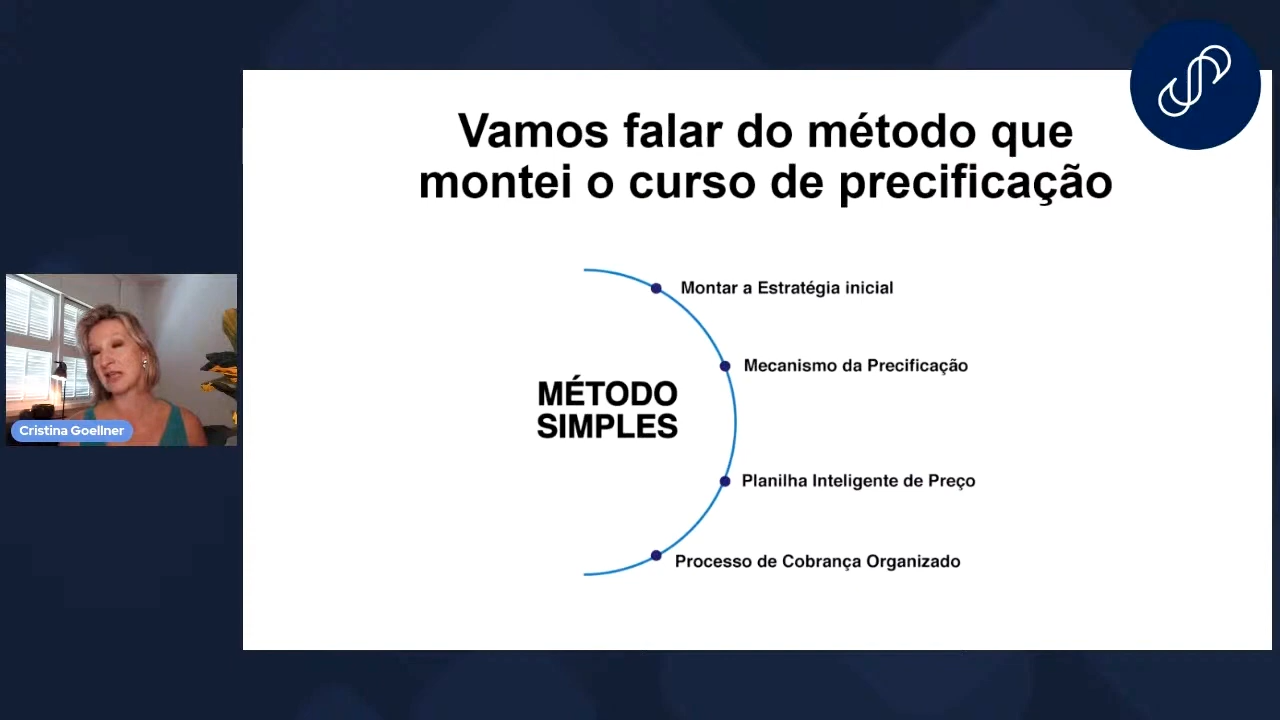 Vamos falar do método que
montei o curso de precificação
Montar a Estratégia inicial
Mecanismo da Precificação
MÉTODO
SIMPLES
Planilha Inteligente de Preço
Processo de Cobrança Organizado
Cristina Goellner